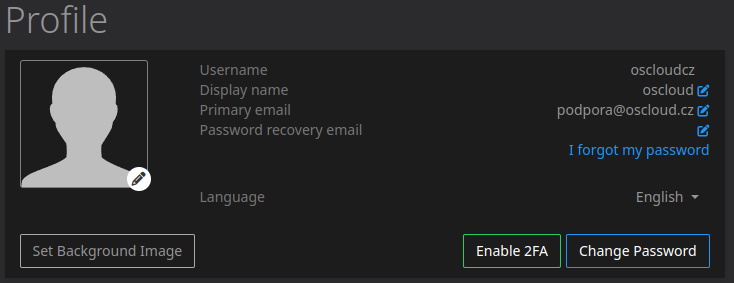 Profile
Username oscloudcz
Display name oscloud
Primary email podpora@oscloud.cz
Password recovery email
I forgot my password
Language English
Set Background Image Enable 2FA Change Password